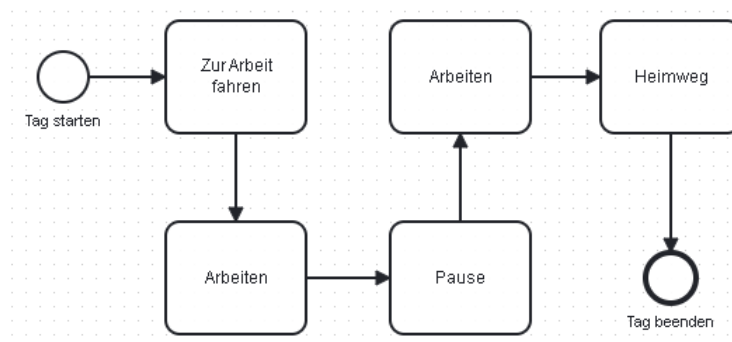 Tag starten
Zur Arbeit
fahren
Arbeiten
Pause
Arbeiten
Heimweg
Tag beenden